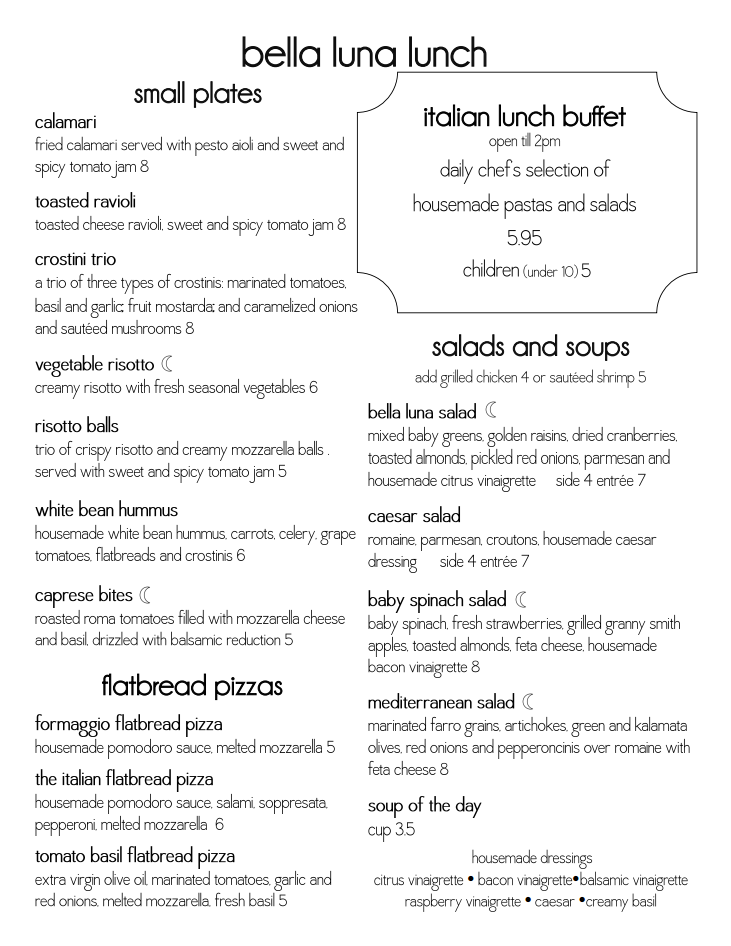 bella luna lunch
small plates
calamari
fried calamari served with pesto aioli and sweet and
spicy tomato jam 8
toasted ravioli
toasted cheese ravioli, sweet and spicy tomato jam 8
crostini trio
a trio of three types of crostinis: marinated tomatoes,
basil and garlic; fruit mostarda; and caramelized onions
and sautéed mushrooms 8
vegetable risotto
creamy risotto with fresh seasonal vegetables 6
risotto balls
trio of crispy risotto and creamy mozzarella balls .
served with sweet and spicy tomato jam 5
white bean hummus
housemade white bean hummus, carrots, celery, grape
tomatoes, flatbreads and crostinis 6
caprese bites
roasted roma tomatoes filled with mozzarella cheese
and basil, drizzled with balsamic reduction 5
flatbread pizzas
formaggio flatbread pizza
housemade pomodoro sauce, melted mozzarella 5
the italian flatbread pizza
housemade pomodoro sauce, salami, soppresata,
pepperoni, melted mozzarella 6
tomato basil flatbread pizza
extra virgin olive oil, marinated tomatoes, garlic and
red onions, melted mozzarella, fresh basil 5
italian lunch buffet
open till 2pm
daily chef's selection of
housemade pastas and salads
5.95
children (under 10) 5
salads and soups
add grilled chicken 4 or sautéed shrimp 5
bella luna salad
mixed baby greens, golden raisins, dried cranberries,
toasted almonds, pickled red onions, parmesan and
housemade citrus vinaigrette side 4 entrée 7
caesar salad
romaine, parmesan, croutons, housemade caesar
dressing side 4 entrée 7
baby spinach salad
baby spinach, fresh strawberries, grilled granny smith
apples, toasted almonds, feta cheese, housemade
bacon vinaigrette 8
mediterranean salad
marinated farro grains, artichokes, green and kalamata
olives, red onions and pepperoncinis over romaine with
feta cheese 8
soup of the day
cup 3.5
housemade dressings
citrus vinaigrette • bacon vinaigrette•balsamic vinaigrette
raspberry vinaigrette • caesar •creamy basil